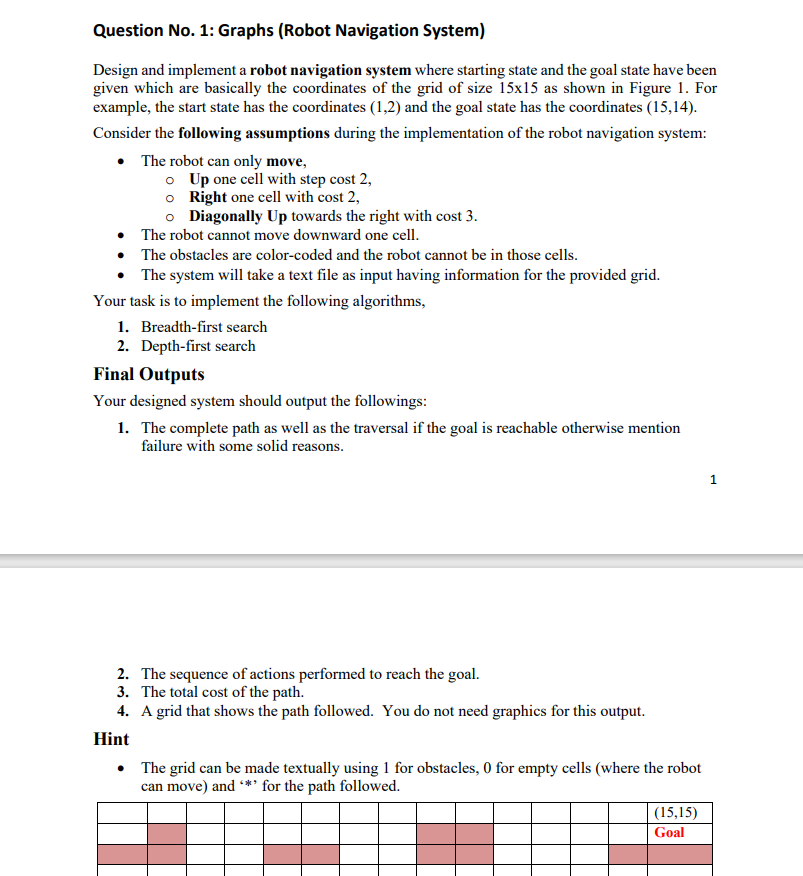 Question No. 1: Graphs (Robot Navigation System)
Design and implement a robot navigation system where starting state and the goal state have been
given which are basically the coordinates of the grid of size 15x15 as shown in Figure 1. For
example, the start state has the coordinates (1,2) and the goal state has the coordinates (15,14).
Consider the following assumptions during the implementation of the robot navigation system:
• The robot can only move,
o Up one cell with step cost 2,
o Right one cell with cost 2,
o Diagonally Up towards the right with cost 3.
• The robot cannot move downward one cell.
• The obstacles are color-coded and the robot cannot be in those cells.
• The system will take a text file as input having information for the provided grid.
Your task is to implement the following algorithms,
1. Breadth-first search
2. Depth-first search
Final Outputs
Your designed system should output the followings:
1. The complete path as well as the traversal if the goal is reachable otherwise mention
failure with some solid reasons.
1
2. The sequence of actions performed to reach the goal.
3. The total cost of the path.
4. A grid that shows the path followed. You do not need graphics for this output.
Hint
• The grid can be made textually using 1 for obstacles, 0 for empty cells (where the robot
can move) and ‘*’ for the path followed.
(15,15)
Goal